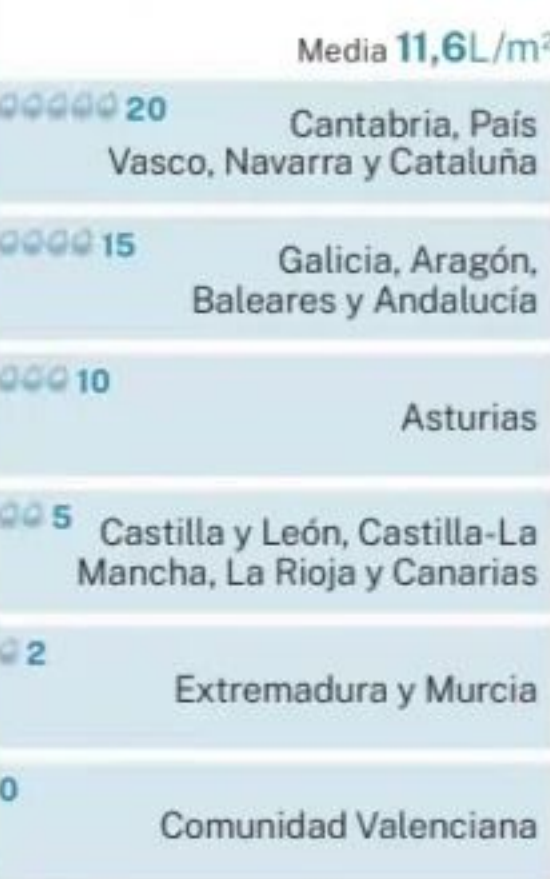 Media 11,6L/m²
20
Cantabria, País
Vasco, Navarra y Cataluña
15
Galicia, Aragón,
Baleares y Andalucía
10
Asturias
5
Castilla y León, Castilla-La
Mancha, La Rioja y Canarias
2
Extremadura y Murcia
0
Comunidad Valenciana